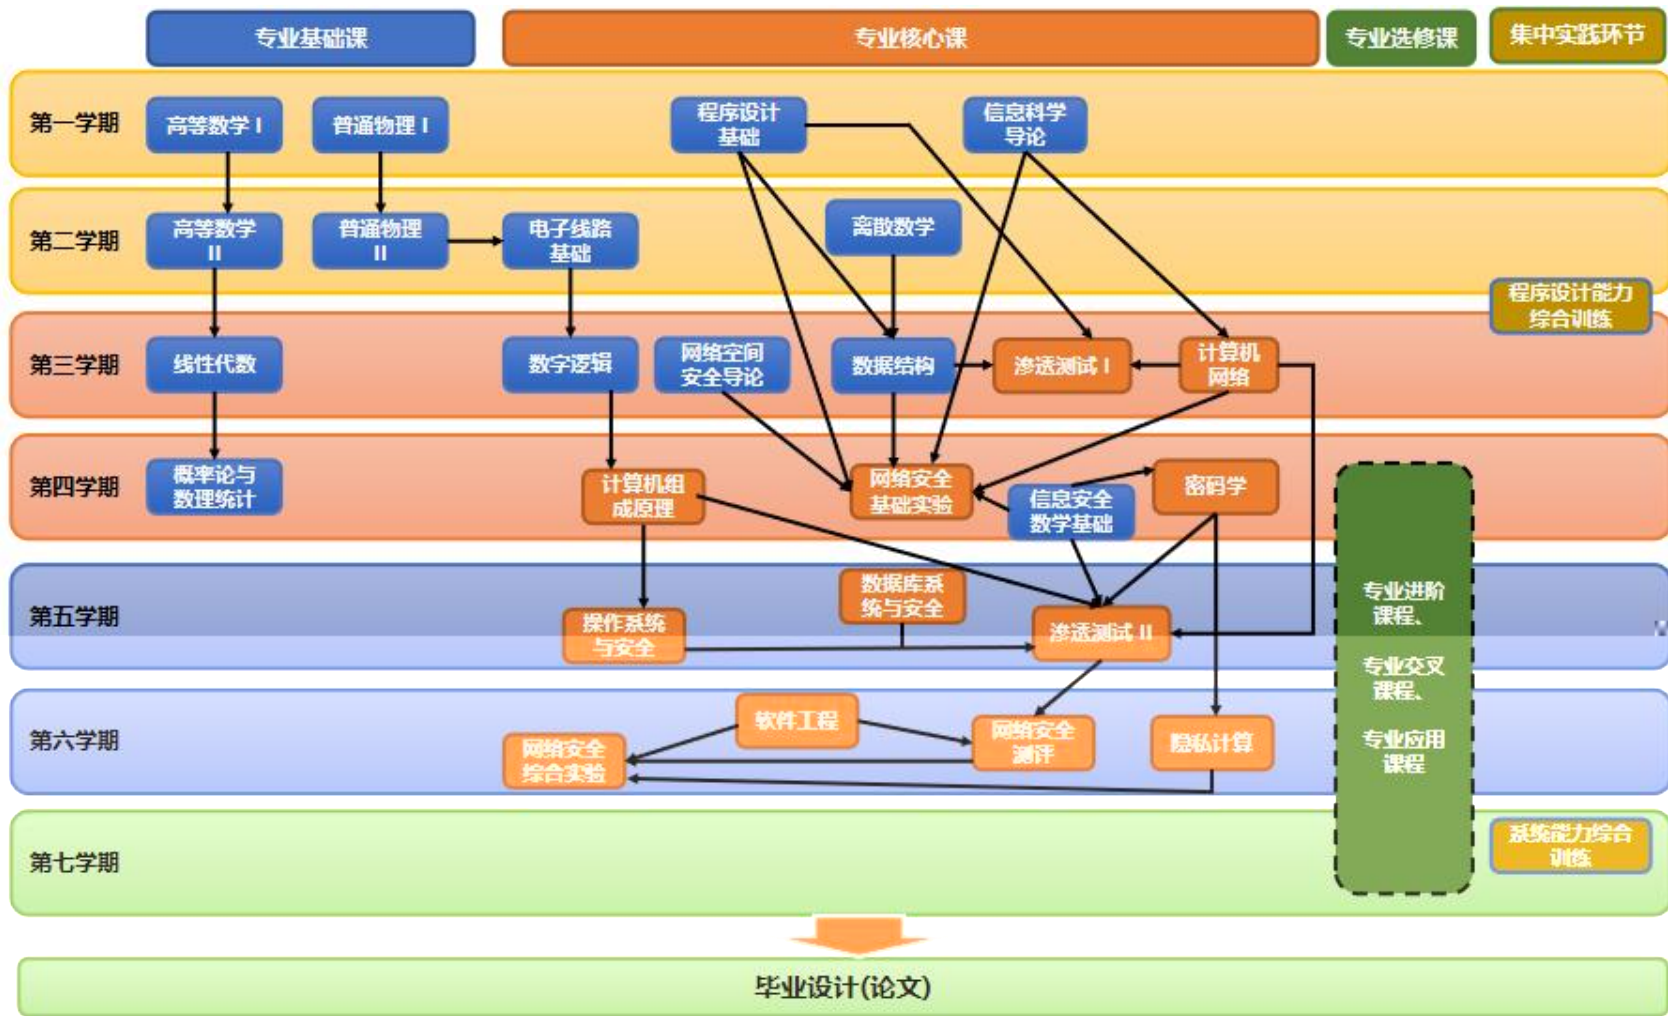 专业基础课
专业核心课
专业选修课
集中实践环节
第一学期
高等数学 I
普通物理 I
程序设计
基础
信息科学
导论
第二学期
高等数学
II
普通物理
II
电子线路
基础
离散数学
程序设计能力
综合训练
第三学期
线性代数
数字逻辑
网络空间
安全导论
数据结构
渗透测试 I
计算机
网络
第四学期
概率论与
数理统计
计算机组
成原理
网络安全
基础实验
信息安全
数学基础
密码学
第五学期
操作系统
与安全
数据库系
统与安全
渗透测试 II
专业进阶
课程、
专业交叉
课程、
专业应用
课程
第六学期
网络安全
综合实验
软件工程
网络安全
测评
隐私计算
第七学期
系统能力综合
训练
毕业设计(论文)